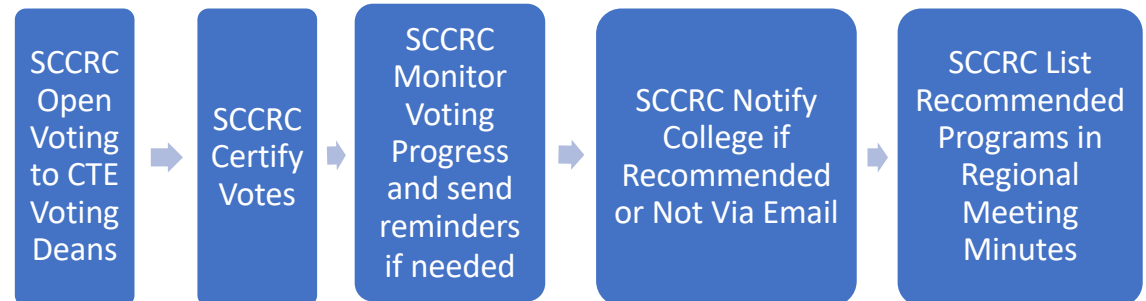 SCCRC
Open
Voting
to CTE
Voting
Deans
SCCRC
Certify
Votes
SCCRC
Monitor
Voting
Progress
and send
reminders
if needed
SCCRC Notify
College if
Recommended
or Not Via Email
SCCRC List
Recommended
Programs in
Regional
Meeting
Minutes